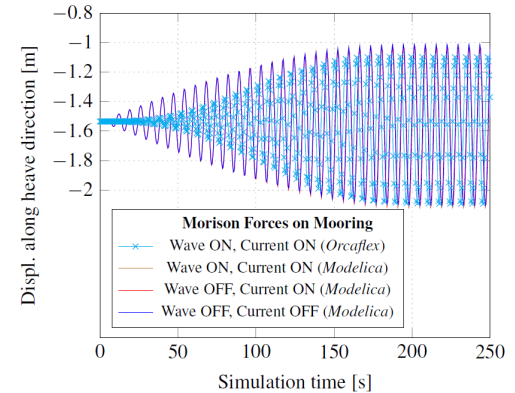 −0.8
−1
−1.2
−1.4
−1.6
−1.8
−2
Displ. along heave direction [m]
Morison Forces on Mooring
Wave ON, Current ON (Orcaflex)
Wave ON, Current ON (Modelica)
Wave OFF, Current ON (Modelica)
Wave OFF, Current OFF (Modelica)
0 50 100 150 200 250
Simulation time [s]